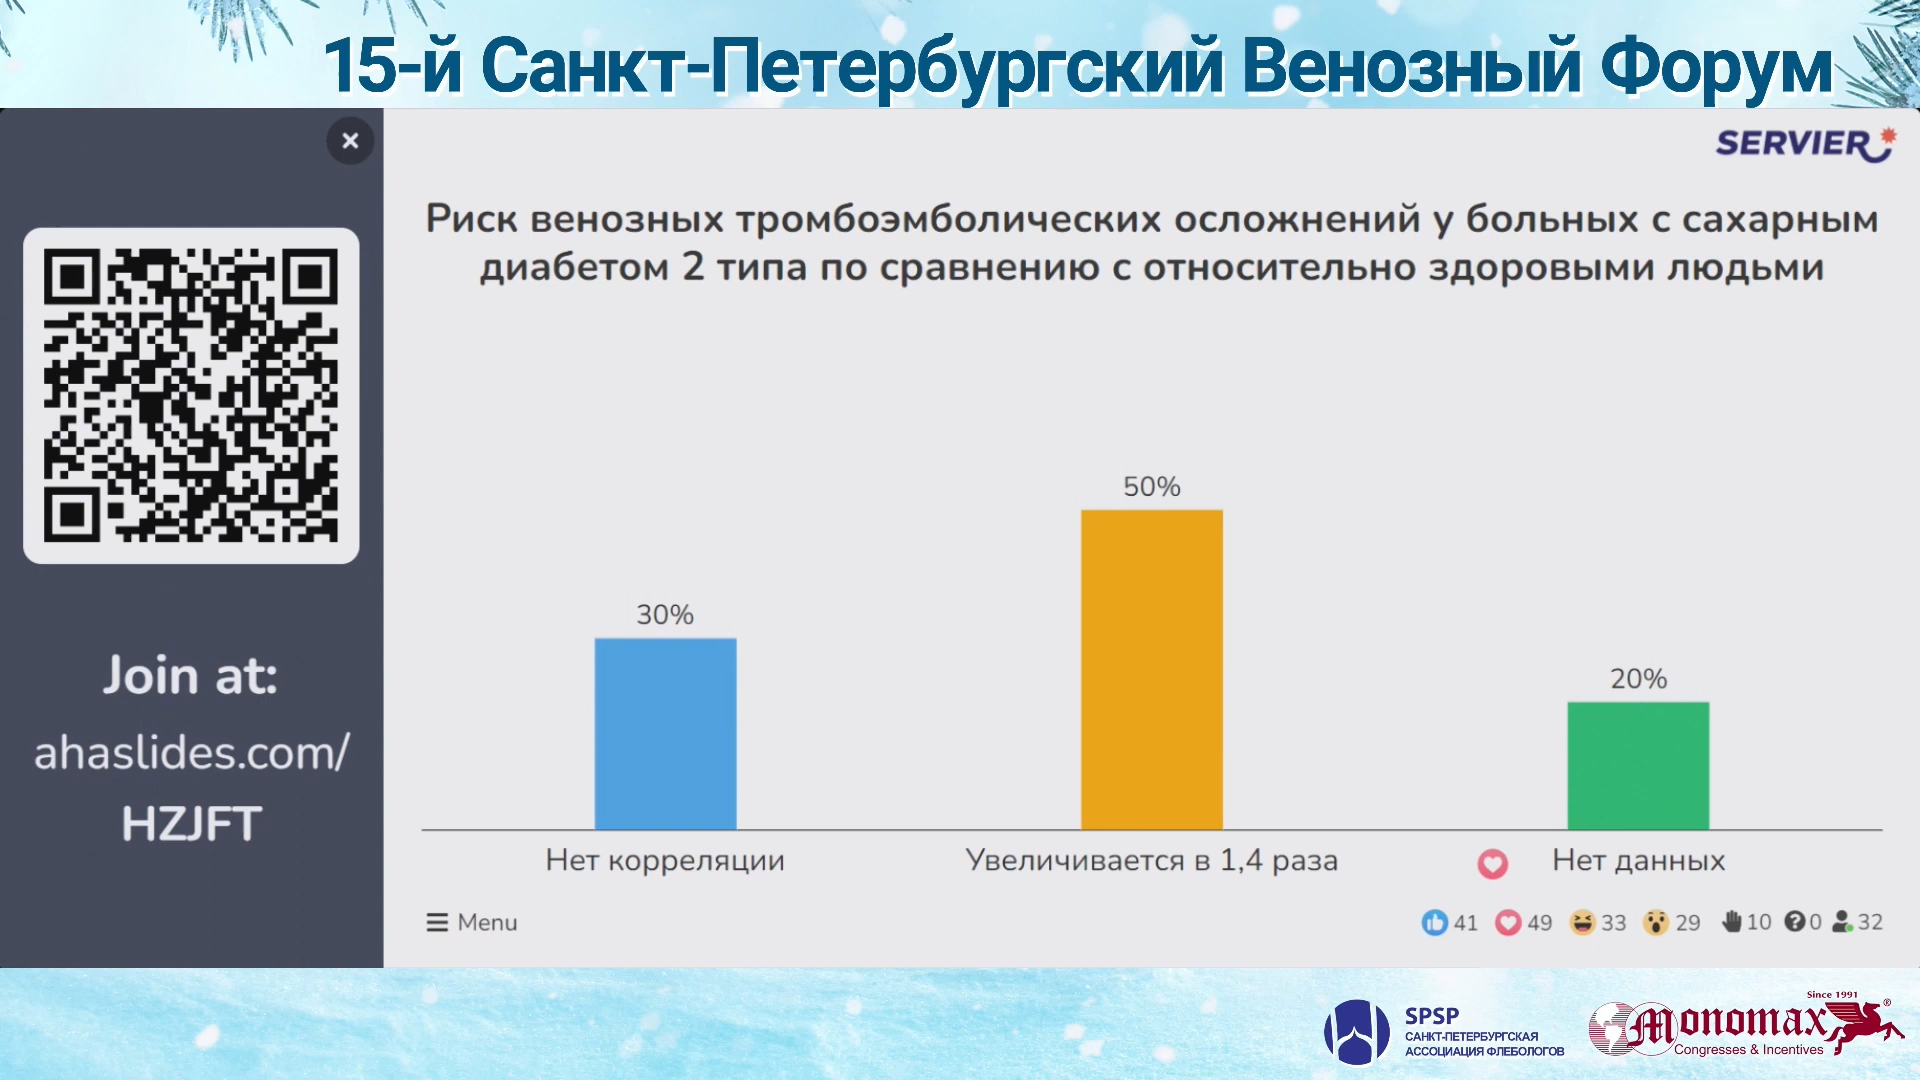 15-й Санкт-Петербургский Венозный Форум
SERVIER
Риск венозных тромбоэмболических осложнений у больных с сахарным
диабетом 2 типа по сравнению с относительно здоровыми людьми
Join at:
ahaslides.com/
HZJFT
30%
50%
20%
Нет корреляции
Увеличивается в 1,4 раза
Нет данных
Menu
41 49 33 29 10 0 32
SPSP
САНКТ-ПЕТЕРБУРГСКАЯ
АССОЦИАЦИЯ ФЛЕБОЛОГОВ
Since 1991
Monomax®
Congresses & Incentives